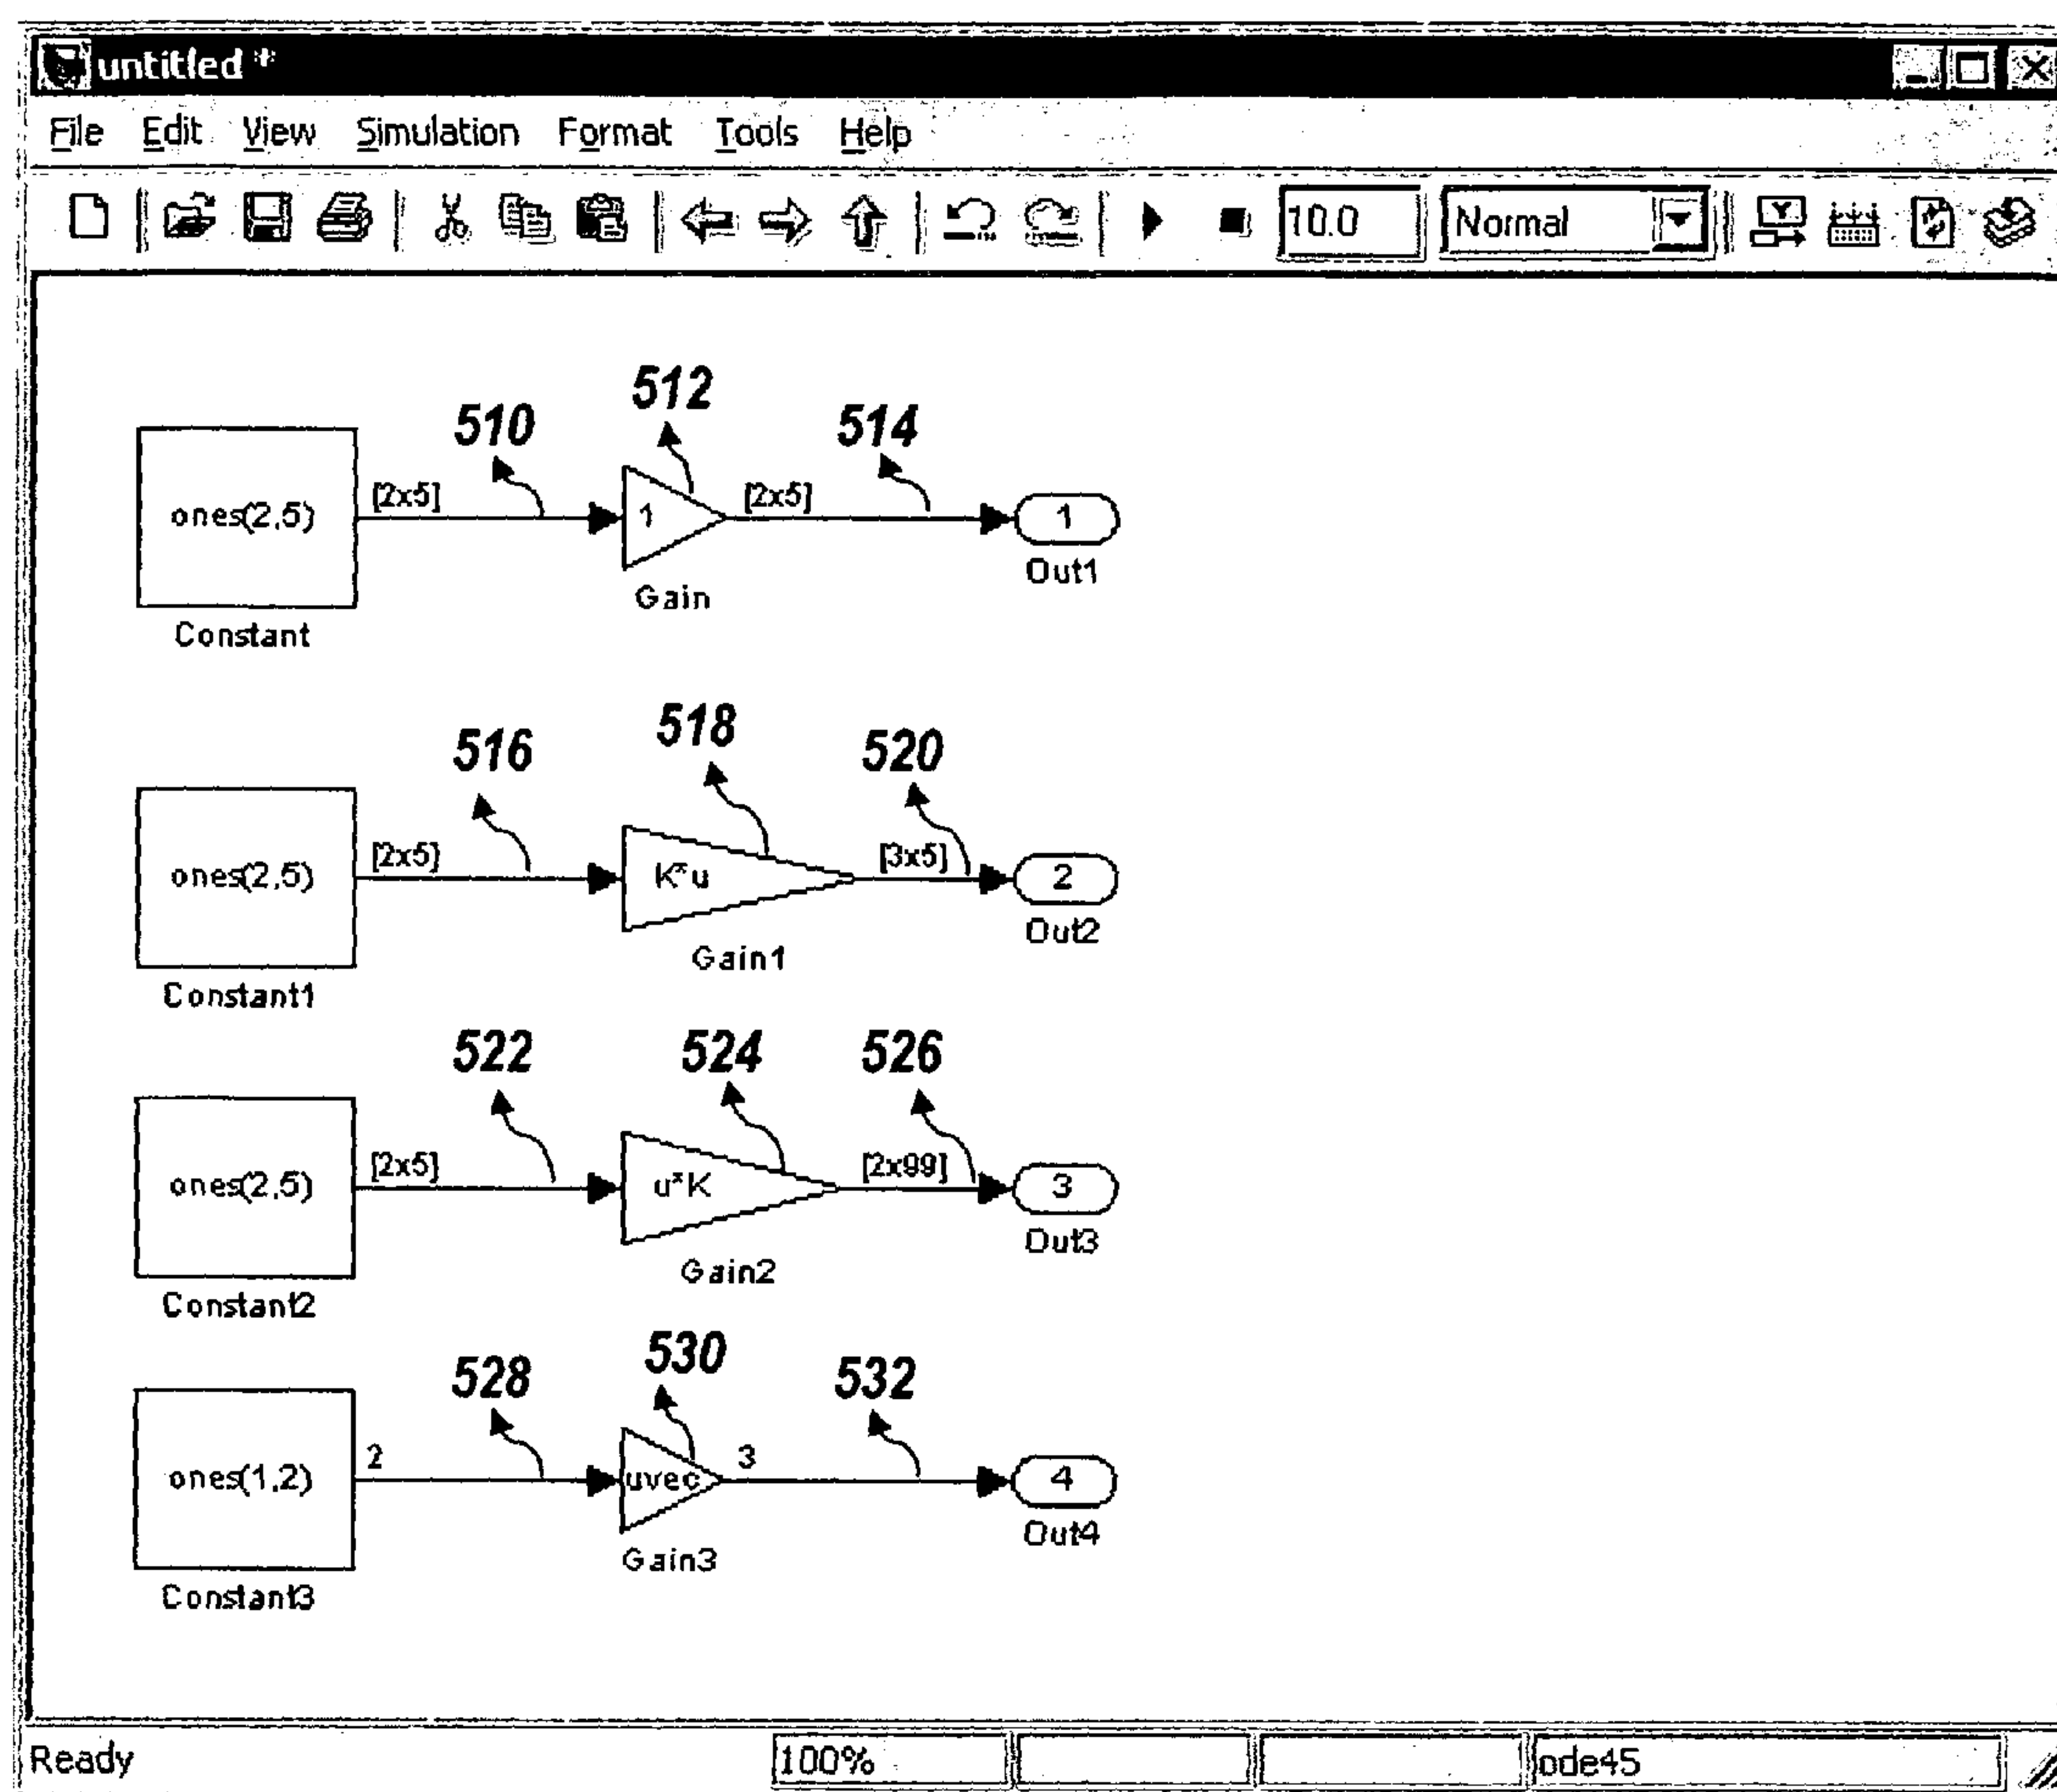 untitled *
File Edit View Simulation Format Tools Help
10.0 Normal
512
510 514
ones(2,5) [2x5] 1 [2x5] 1
Out1
Gain
Constant
518
516 520
ones(2,5) [2x5] K*u [3x5] 2
Out2
Gain1
Constant1
522 524 526
ones(2,5) [2x5] u*K [2x99] 3
Out3
Gain2
Constant2
530
528 532
ones(1,2) 2 uvec 3 4
Out4
Gain3
Constant3
Ready 100% ode45